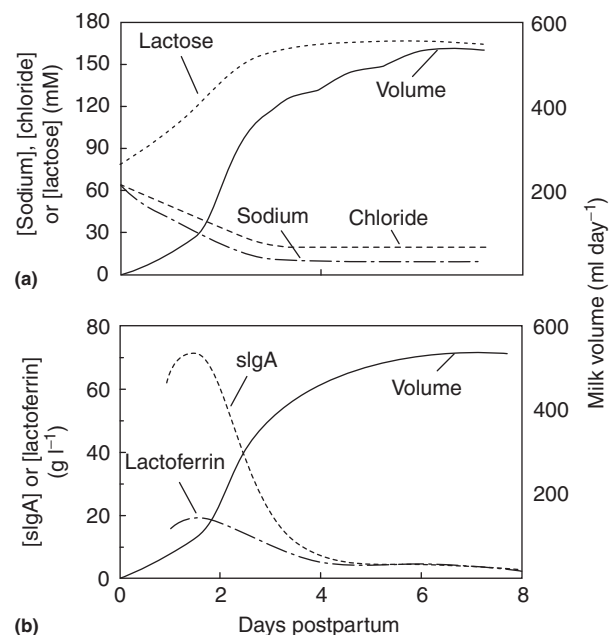 180
150
120
90
60
30
0
[Sodium], [chloride]
or [lactose] (mM)
Lactose
Volume
Sodium
Chloride
600
400
200
(a)
Milk volume (ml day⁻¹)
80
60
40
20
0
[sIgA] or [lactoferrin]
(g l⁻¹)
sIgA
Volume
Lactoferrin
600
400
200
0
2
4
6
8
Days postpartum
(b)